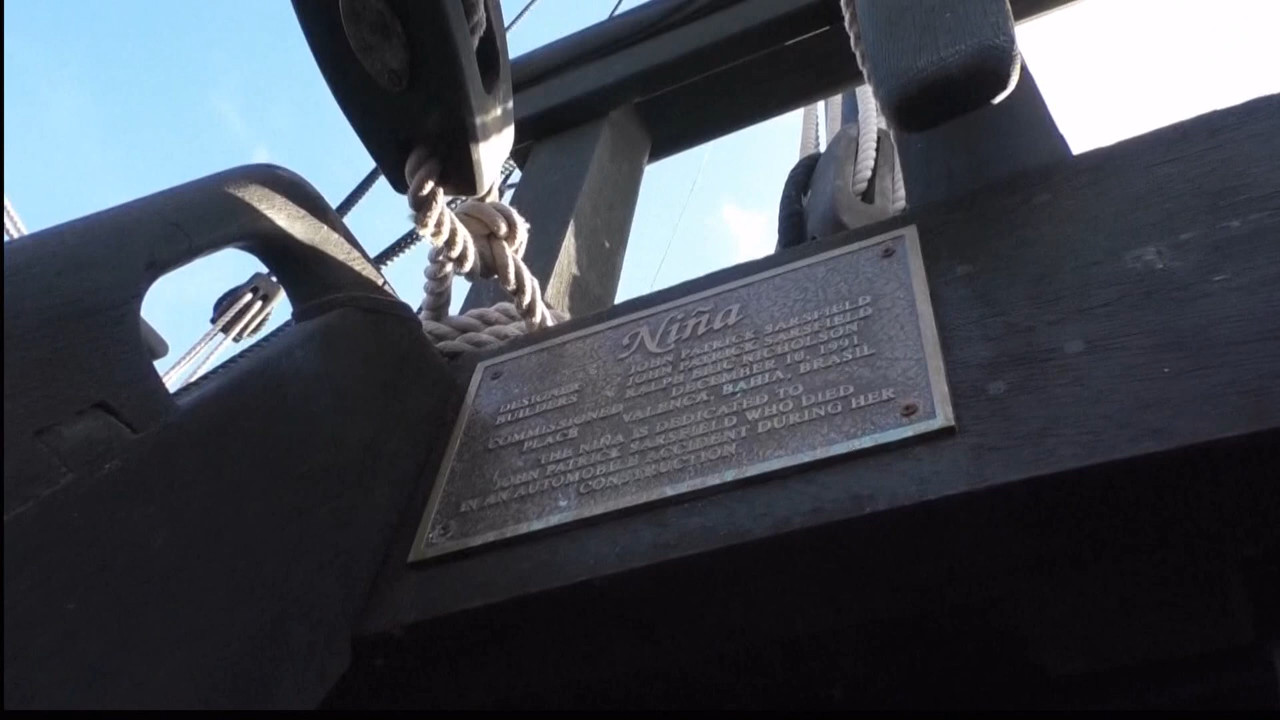 Niña
DESIGNER JOHN PATRICK SARSFIELD
BUILDERS JOHN PATRICK SARSFIELD
RALPH ERIC NICHOLSON
COMMISSIONED DECEMBER 10, 1991
PLACE VALENCA, BAHIA, BRASIL
THE NIÑA IS DEDICATED TO
JOHN PATRICK SARSFIELD WHO DIED
IN AN AUTOMOBILE ACCIDENT DURING HER
CONSTRUCTION